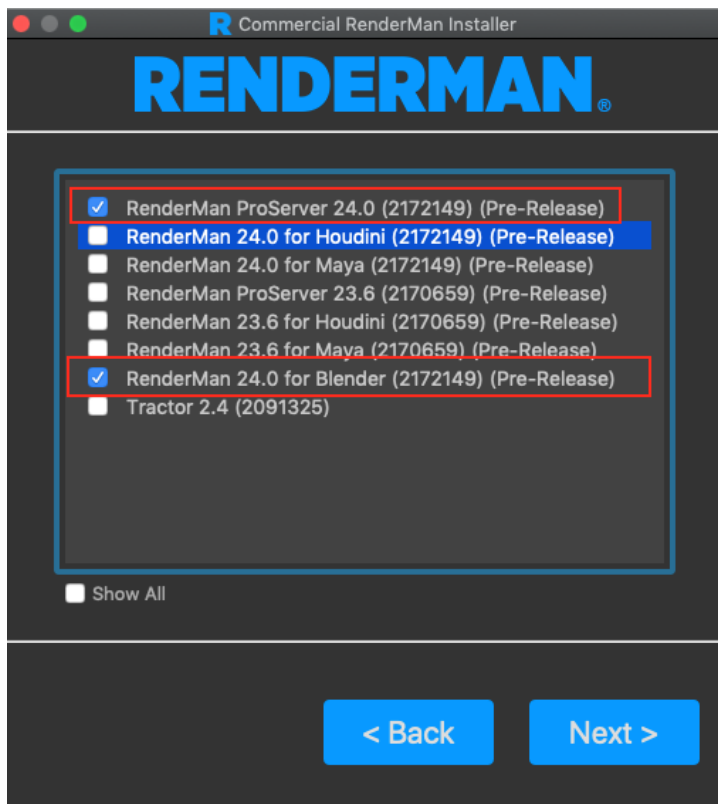 R Commercial RenderMan Installer
RENDERMAN®
RenderMan ProServer 24.0 (2172149) (Pre-Release)
RenderMan 24.0 for Houdini (2172149) (Pre-Release)
RenderMan 24.0 for Maya (2172149) (Pre-Release)
RenderMan ProServer 23.6 (2170659) (Pre-Release)
RenderMan 23.6 for Houdini (2170659) (Pre-Release)
RenderMan 23.6 for Maya (2170659) (Pre-Release)
RenderMan 24.0 for Blender (2172149) (Pre-Release)
Tractor 2.4 (2091325)
Show All
< Back
Next >